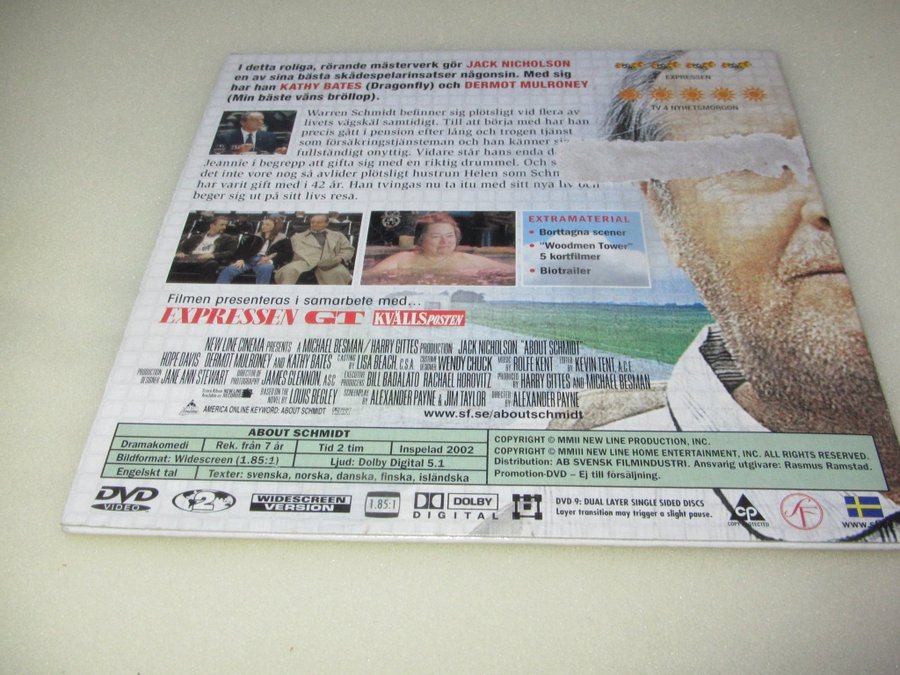 I detta roliga, rörande mästerverk gör JACK NICHOLSON
en av sina bästa skådespelarinsatser någonsin. Med sig
har han KATHY BATES (Dragonfly) och DERMOT MULRONEY
(Min bäste väns bröllop).
EXPRESSEN
TV 4 NYHETSMORGON
Warren Schmidt befinner sig plötsligt vid flera av
livets vägskäl samtidigt. Till att börja med har han
precis gått i pension efter lång och trogen tjänst
som försäkringstjänsteman och han känner sig
fullständigt onyttig. Vidare står hans enda
Jeannie i begrepp att gifta sig med en riktig drummel. Och
det inte vore nog så avlider plötsligt hustrun Helen som
har varit gift med i 42 år. Han tvingas nu ta itu med sitt nya liv och
beger sig ut på sitt livs resa.
EXTRAMATERIAL
• Borttagna scener
• "Woodmen Tower"
5 kortfilmer
• Biotrailer
Filmen presenteras i samarbete med...
EXPRESSEN GT KVÄLLSPOSTEN
NEW LINE CINEMA PRESENTS A MICHAEL BESMAN/HARRY GITTES PRODUCTION JACK NICHOLSON "ABOUT SCHMIDT"
HOPE DAVIS DERMOT MULRONEY AND KATHY BATES CASTING BY LISA BEACH, C.S.A. COSTUME DESIGNER WENDY CHUCK MUSIC BY ROLFE KENT EDITOR KEVIN TENT, A.C.E.
PRODUCTION DESIGNER JANE ANN STEWART DIRECTOR OF PHOTOGRAPHY JAMES GLENNON, ASC EXECUTIVE PRODUCERS BILL BADALATO RACHAEL HOROVITZ PRODUCED BY HARRY GITTES AND MICHAEL BESMAN
BASED ON THE NOVEL BY LOUIS BEGLEY SCREENPLAY BY ALEXANDER PAYNE & JIM TAYLOR DIRECTED BY ALEXANDER PAYNE
AMERICA ONLINE KEYWORD: ABOUT SCHMIDT
www.sf.se/aboutschmidt
ABOUT SCHMIDT
Dramakomedi Rek. från 7 år Tid 2 tim Inspelad 2002
Bildformat: Widescreen (1.85:1) Ljud: Dolby Digital 5.1
Engelskt tal Texter: svenska, norska, danska, finska, isländska
COPYRIGHT © MMII NEW LINE PRODUCTION, INC.
COPYRIGHT © MMIII NEW LINE HOME ENTERTAINMENT, INC. ALL RIGHTS RESERVED.
Distribution: AB SVENSK FILMINDUSTRI. Ansvarig utgivare: Rasmus Ramstad.
Promotion-DVD – Ej till försäljning.
DVD VIDEO
2
WIDESCREEN VERSION
1.85:1
DOLBY DIGITAL
DVD 9: DUAL LAYER SINGLE SIDED DISCS
Layer transition may trigger a slight pause.
CP
COPY PROTECTED
SF